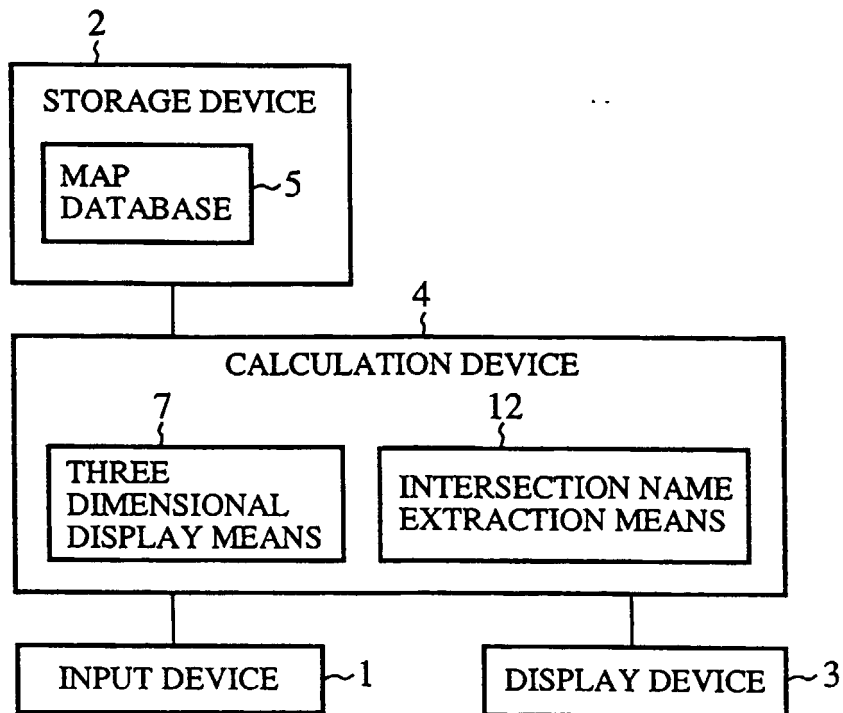 2
STORAGE DEVICE
MAP
DATABASE
~5
4
CALCULATION DEVICE
7
THREE
DIMENSIONAL
DISPLAY MEANS
12
INTERSECTION NAME
EXTRACTION MEANS
INPUT DEVICE
~1
DISPLAY DEVICE
~3